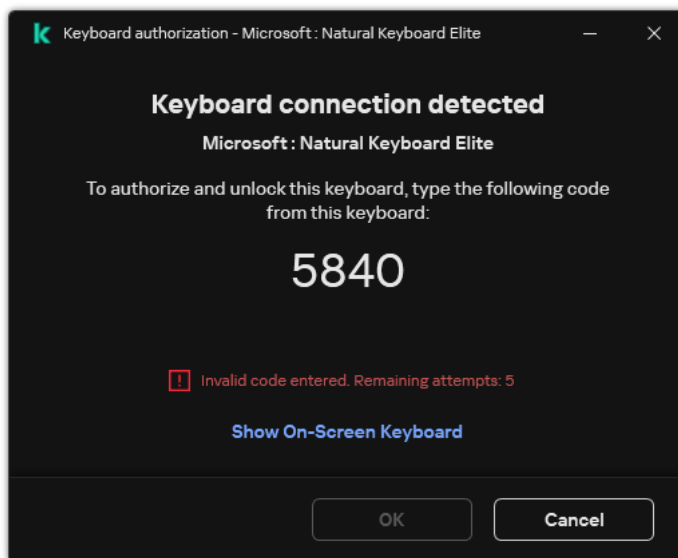 Keyboard authorization - Microsoft : Natural Keyboard Elite
Keyboard connection detected
Microsoft : Natural Keyboard Elite
To authorize and unlock this keyboard, type the following code
from this keyboard:
5840
Invalid code entered. Remaining attempts: 5
Show On-Screen Keyboard
OK
Cancel